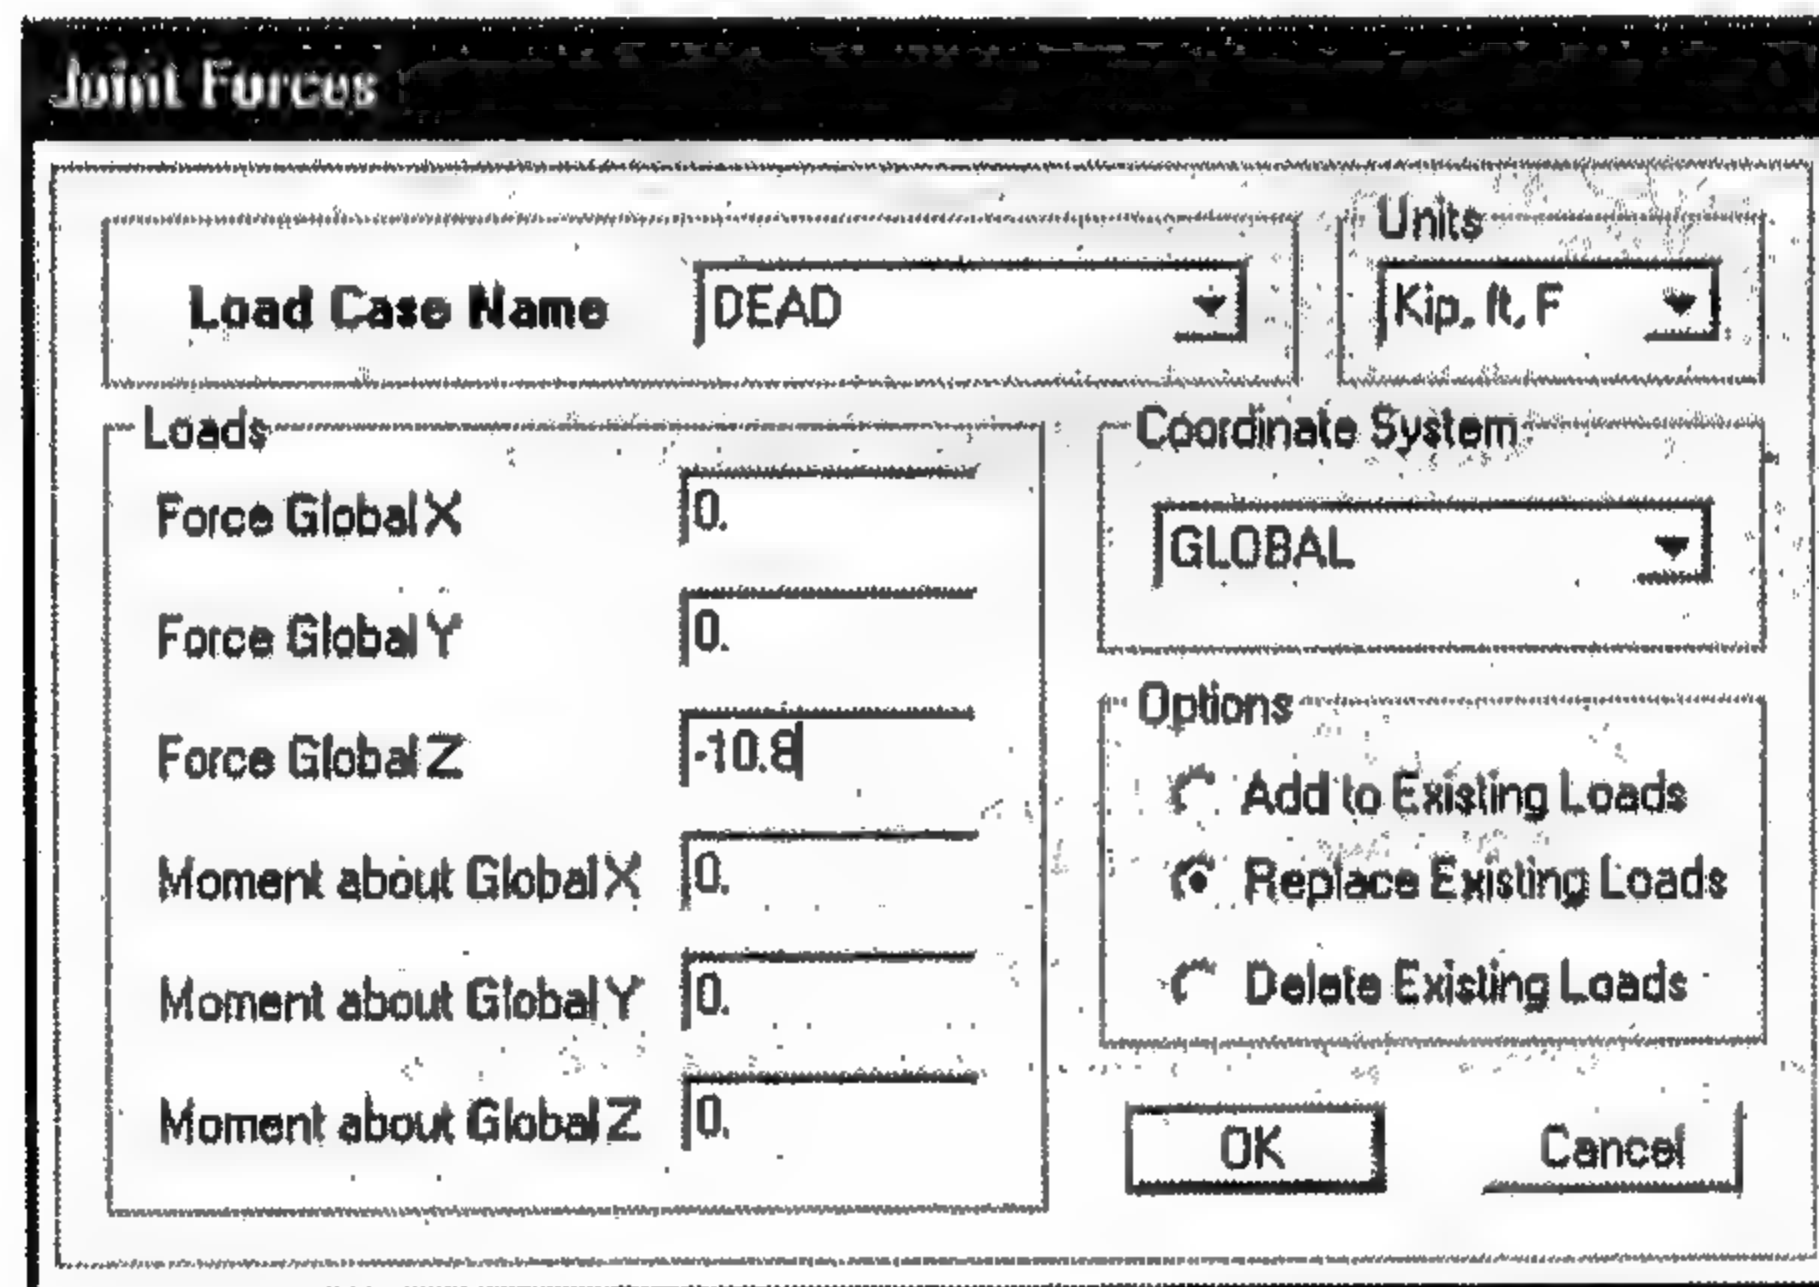 Joint Forces
Units
Load Case Name DEAD Kip, ft, F
Loads
Coordinate System
Force Global X 0.
GLOBAL
Force Global Y 0.
Options
Force Global Z -10.8
Add to Existing Loads
Moment about Global X 0.
Replace Existing Loads
Moment about Global Y 0.
Delete Existing Loads
Moment about Global Z 0.
OK Cancel